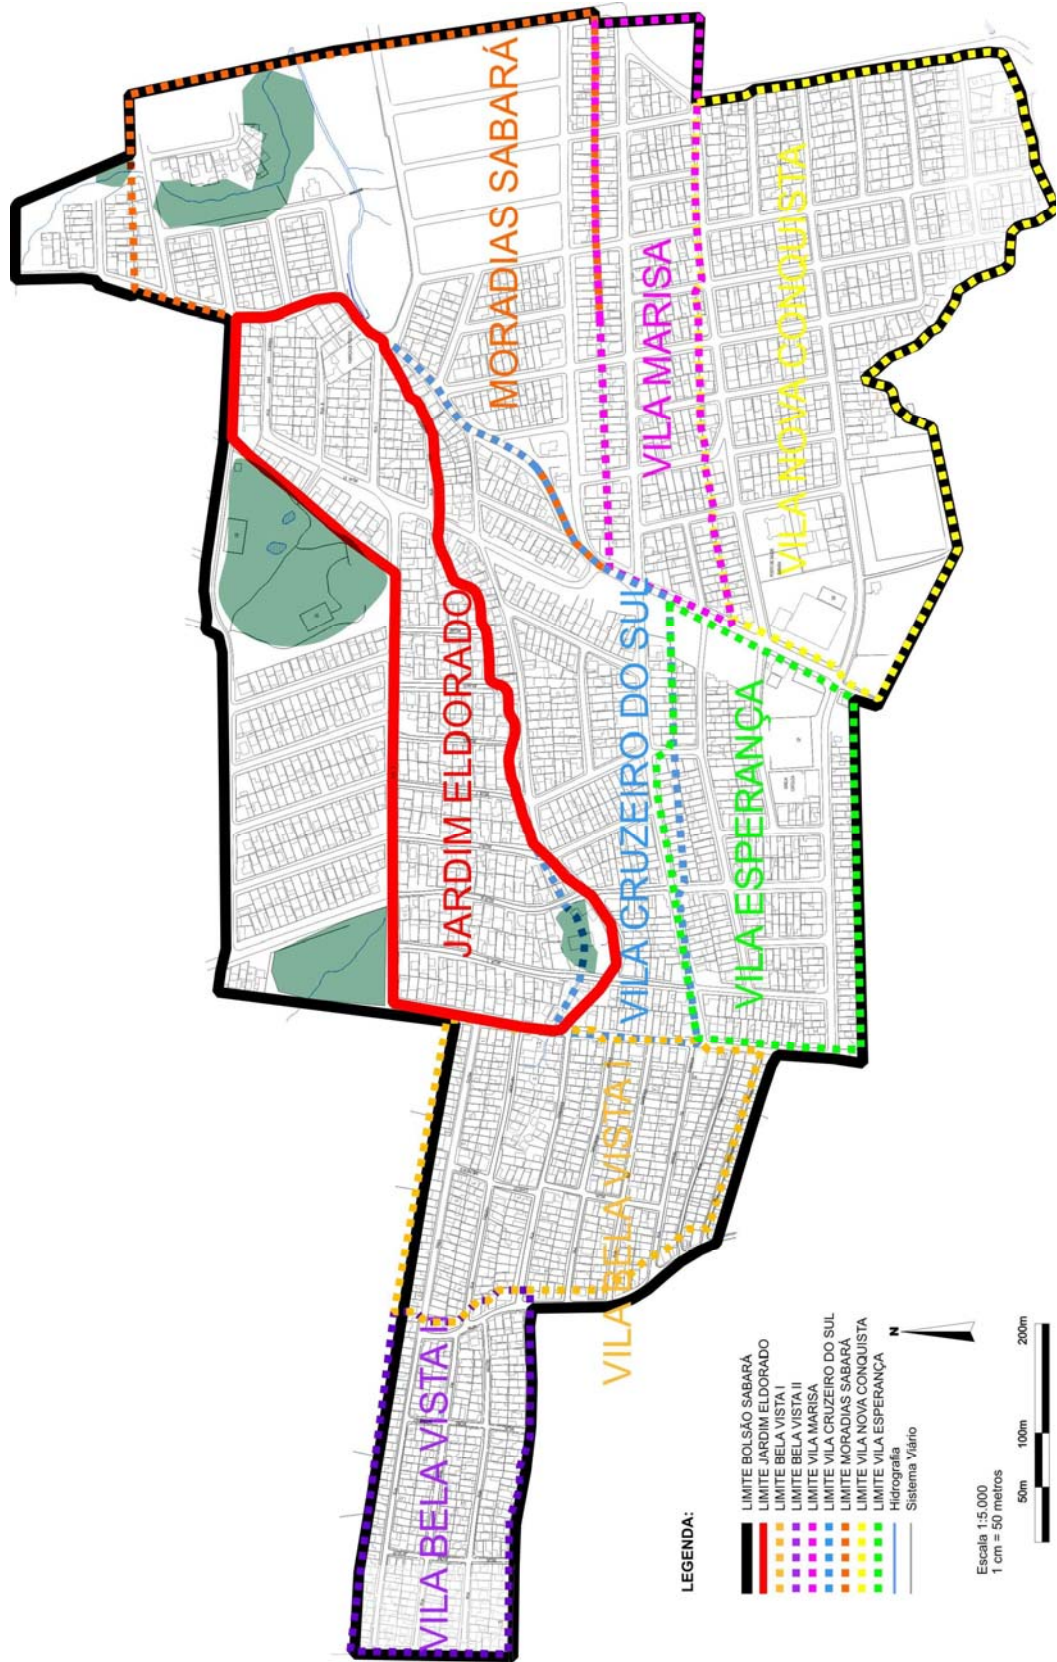 MORADIAS SABARÁ
VILA MARISA
VILA NOVA CONQUISTA
JARDIM ELDORADO
VILA CRUZEIRO DO SUL
VILA ESPERANÇA
VILA BELA VISTA I
VILA BELA VISTA II
LEGENDA:
LIMITE BOLSÃO SABARÁ
LIMITE JARDIM ELDORADO
LIMITE BELA VISTA I
LIMITE BELA VISTA II
LIMITE VILA MARISA
LIMITE VILA CRUZEIRO DO SUL
LIMITE MORADIAS SABARÁ
LIMITE VILA NOVA CONQUISTA
LIMITE VILA ESPERANÇA
Hidrografia
Sistema Viário
N
Escala 1:5.000
1 cm = 50 metros
50m 100m 200m